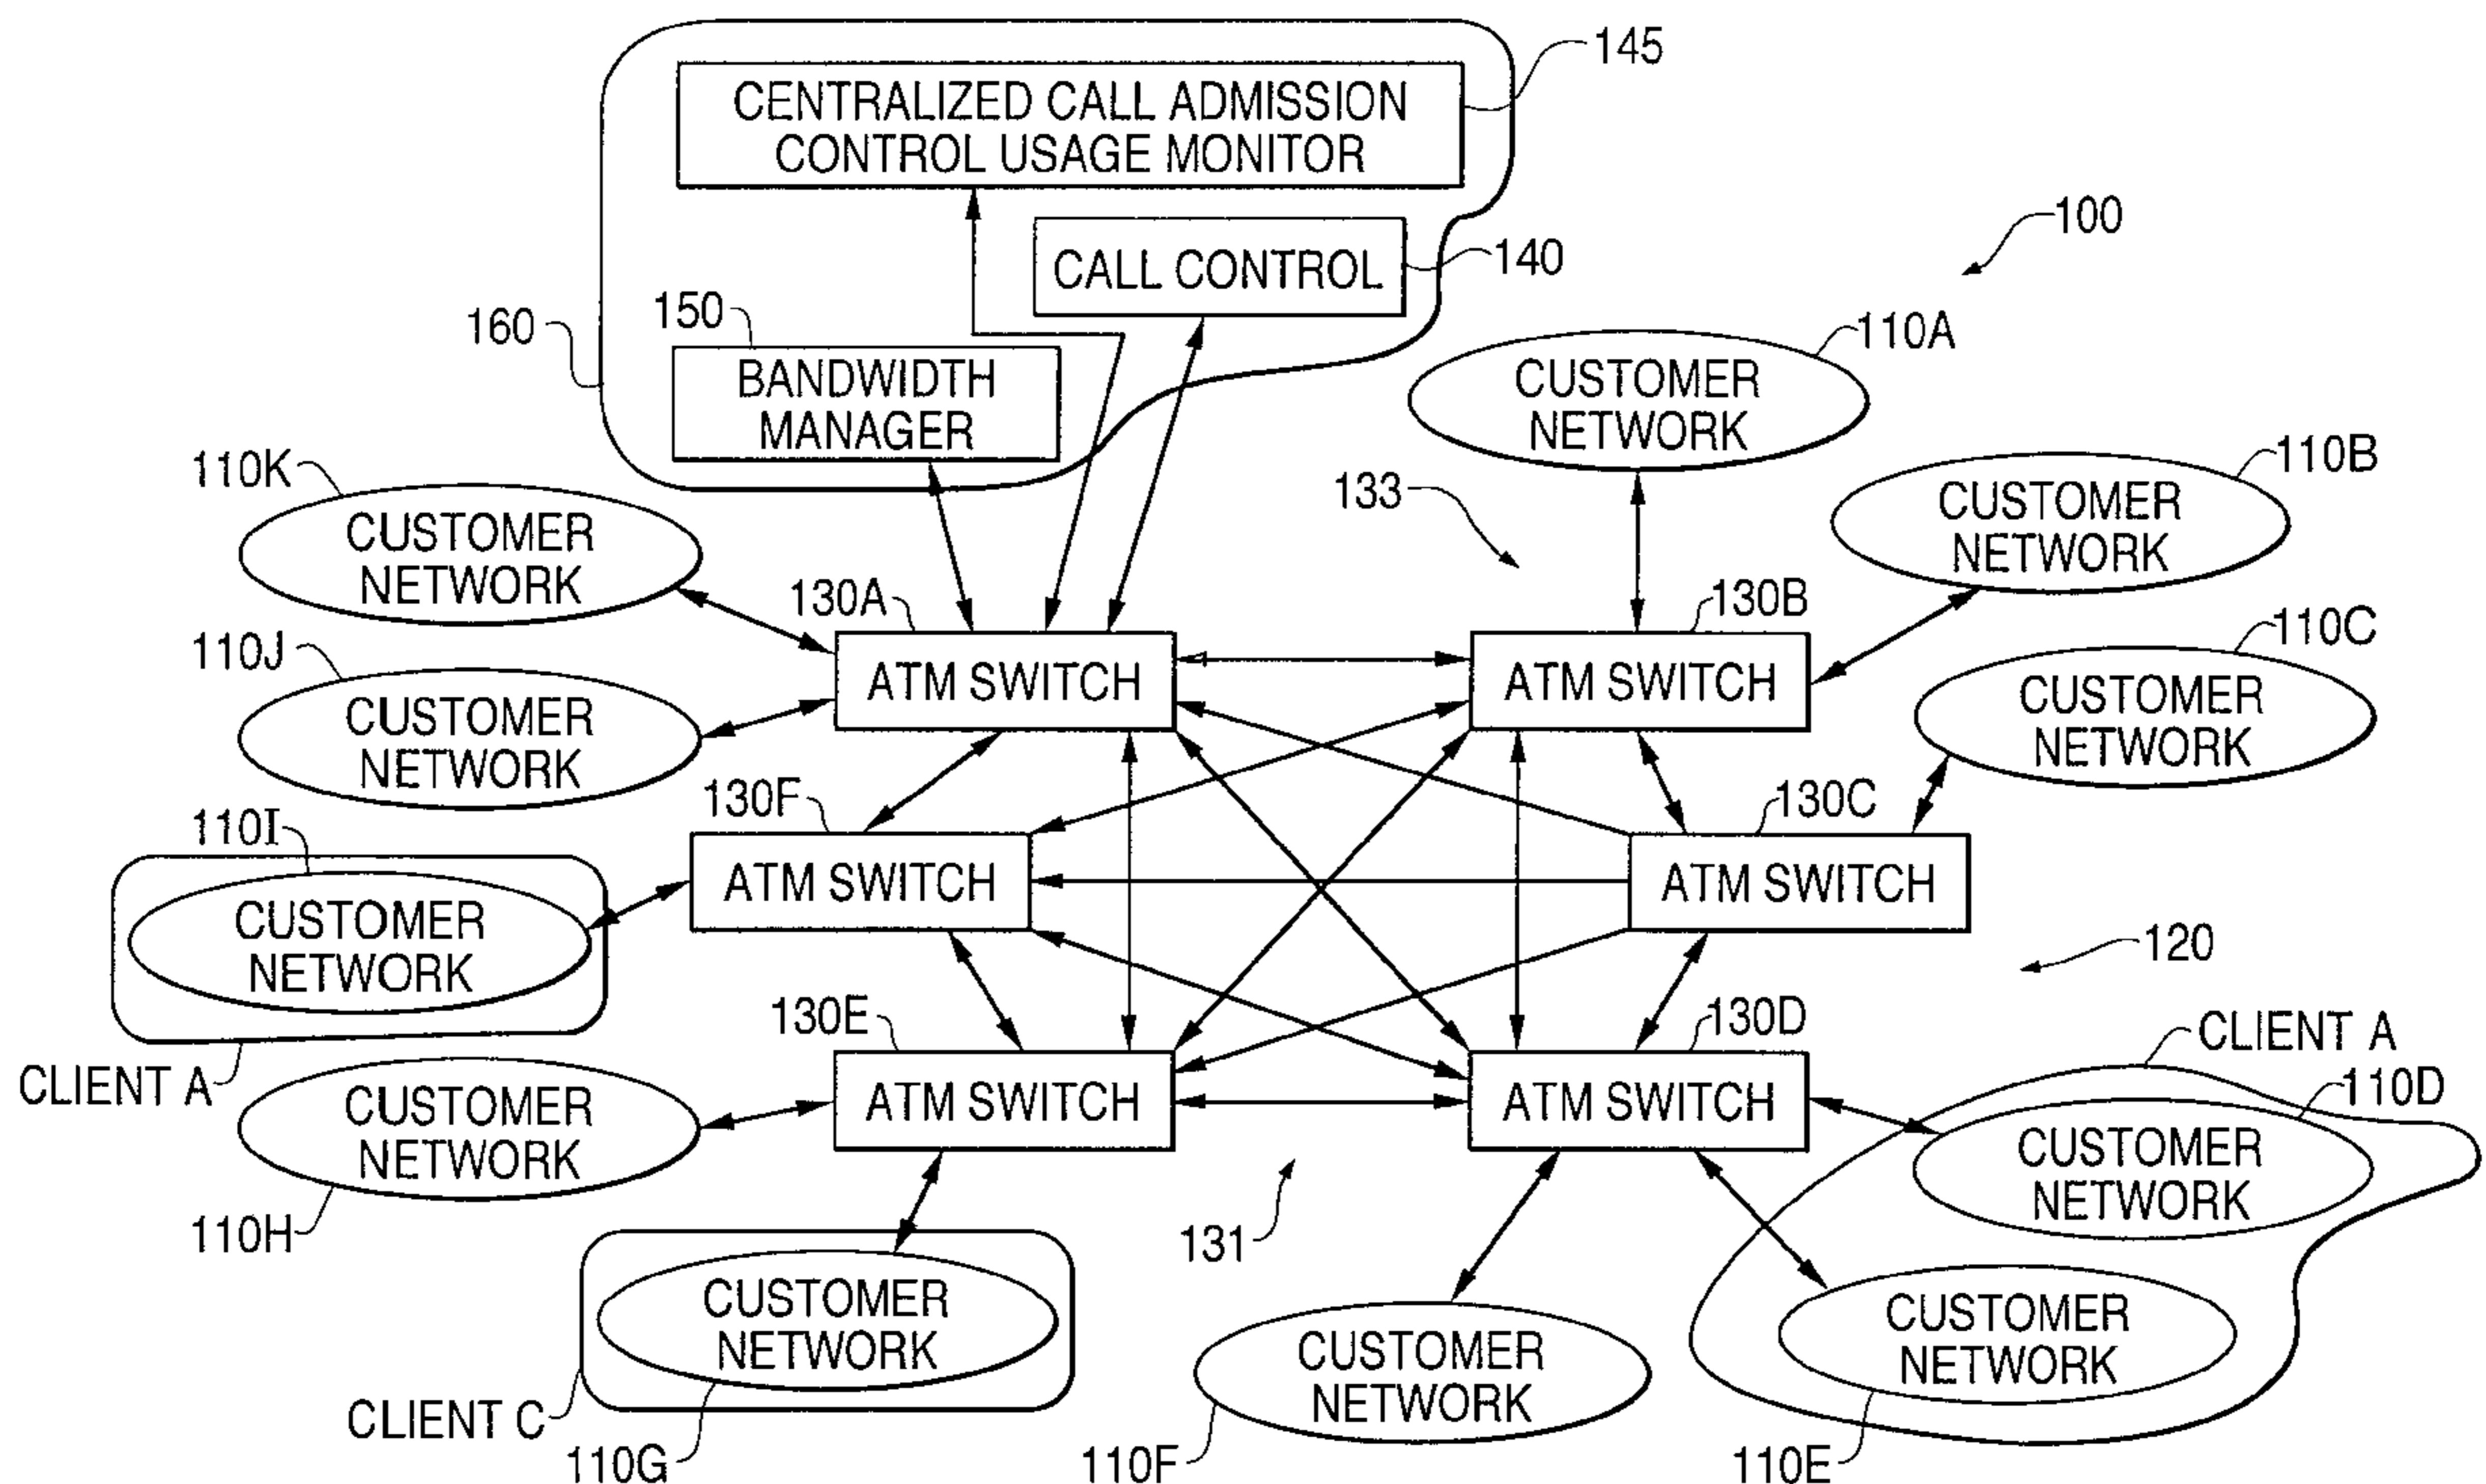 145
CENTRALIZED CALL ADMISSION
CONTROL USAGE MONITOR
100
CALL CONTROL
140
150
160
BANDWIDTH
MANAGER
110A
CUSTOMER
NETWORK
110K
CUSTOMER
NETWORK
133
110B
CUSTOMER
NETWORK
130A
ATM SWITCH
130B
ATM SWITCH
110C
CUSTOMER
NETWORK
110J
CUSTOMER
NETWORK
130F
ATM SWITCH
130C
ATM SWITCH
110I
CUSTOMER
NETWORK
CLIENT A
120
130E
ATM SWITCH
130D
ATM SWITCH
CLIENT A
110D
CUSTOMER
NETWORK
CUSTOMER
NETWORK
110H
131
CUSTOMER
NETWORK
CLIENT C
110G
CUSTOMER
NETWORK
110F
CUSTOMER
NETWORK
110E